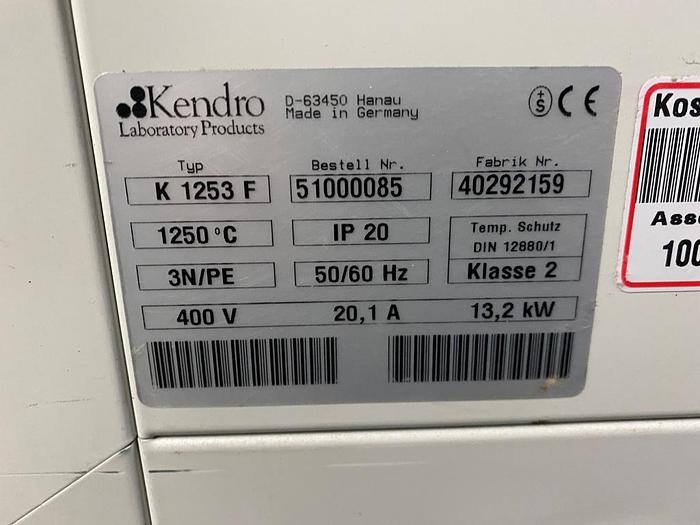 Kendro
Laboratory Products
D-63450 Hanau
Made in Germany
S CE
Typ Bestell Nr. Fabrik Nr.
K 1253 F 51000085 40292159
1250 °C IP 20 Temp. Schutz
DIN 12880/1
3N/PE 50/60 Hz Klasse 2
400 V 20,1 A 13,2 kW
Kos
Asse
100